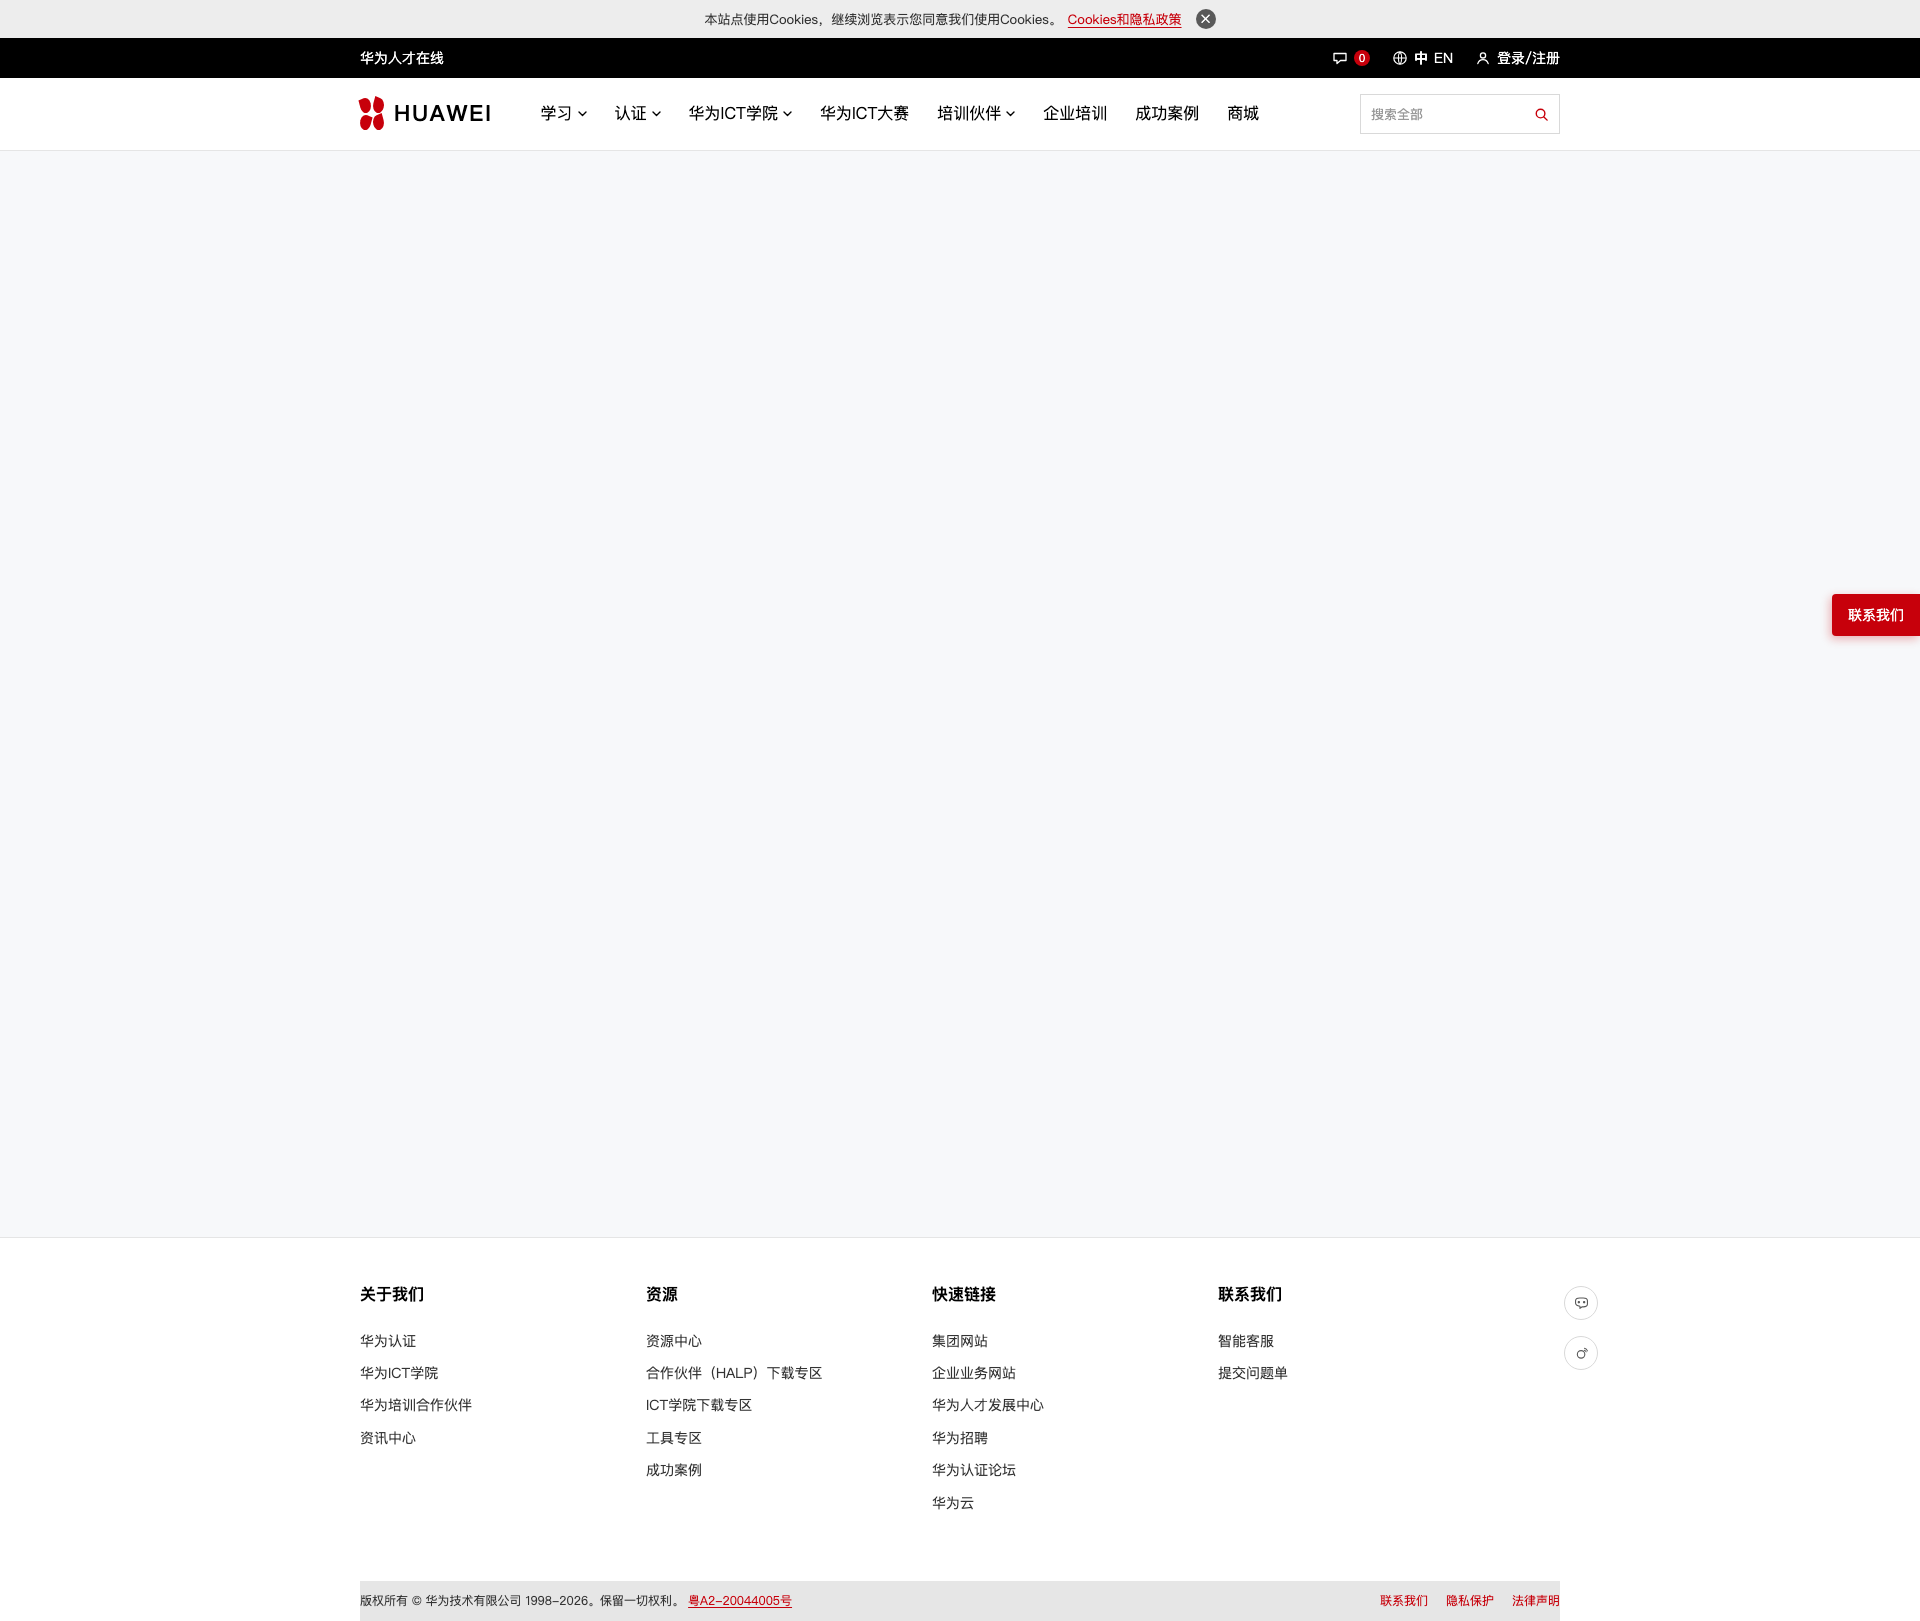 本站点使用Cookies，继续浏览表示您同意我们使用Cookies。 Cookies和隐私政策
华为人才在线 0 中 EN 登录/注册
HUAWEI 学习 认证 华为ICT学院 华为ICT大赛 培训伙伴 企业培训 成功案例 商城 搜索全部
联系我们
关于我们
华为认证
华为ICT学院
华为培训合作伙伴
资讯中心
资源
资源中心
合作伙伴（HALP）下载专区
ICT学院下载专区
工具专区
成功案例
快速链接
集团网站
企业业务网站
华为人才发展中心
华为招聘
华为认证论坛
华为云
联系我们
智能客服
提交问题单
版权所有 © 华为技术有限公司 1998-2026。保留一切权利。 粤A2-20044005号 联系我们 隐私保护 法律声明